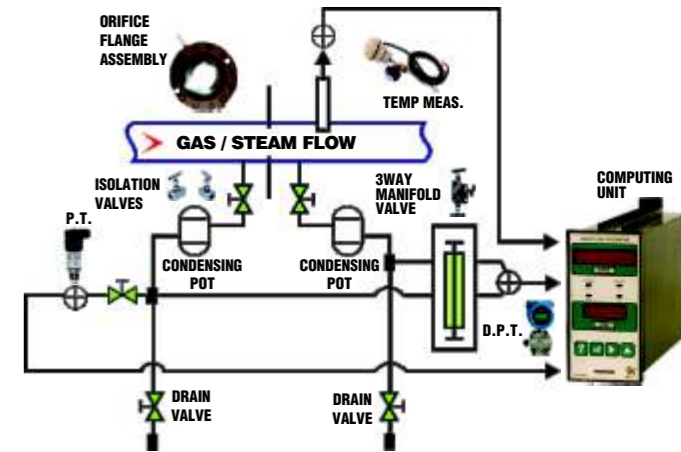 ORIFICE
FLANGE
ASSEMBLY
TEMP MEAS.
GAS / STEAM FLOW
ISOLATION
VALVES
3WAY
MANIFOLD
VALVE
COMPUTING
UNIT
P.T.
CONDENSING
POT
CONDENSING
POT
D.P.T.
DRAIN
VALVE
DRAIN
VALVE